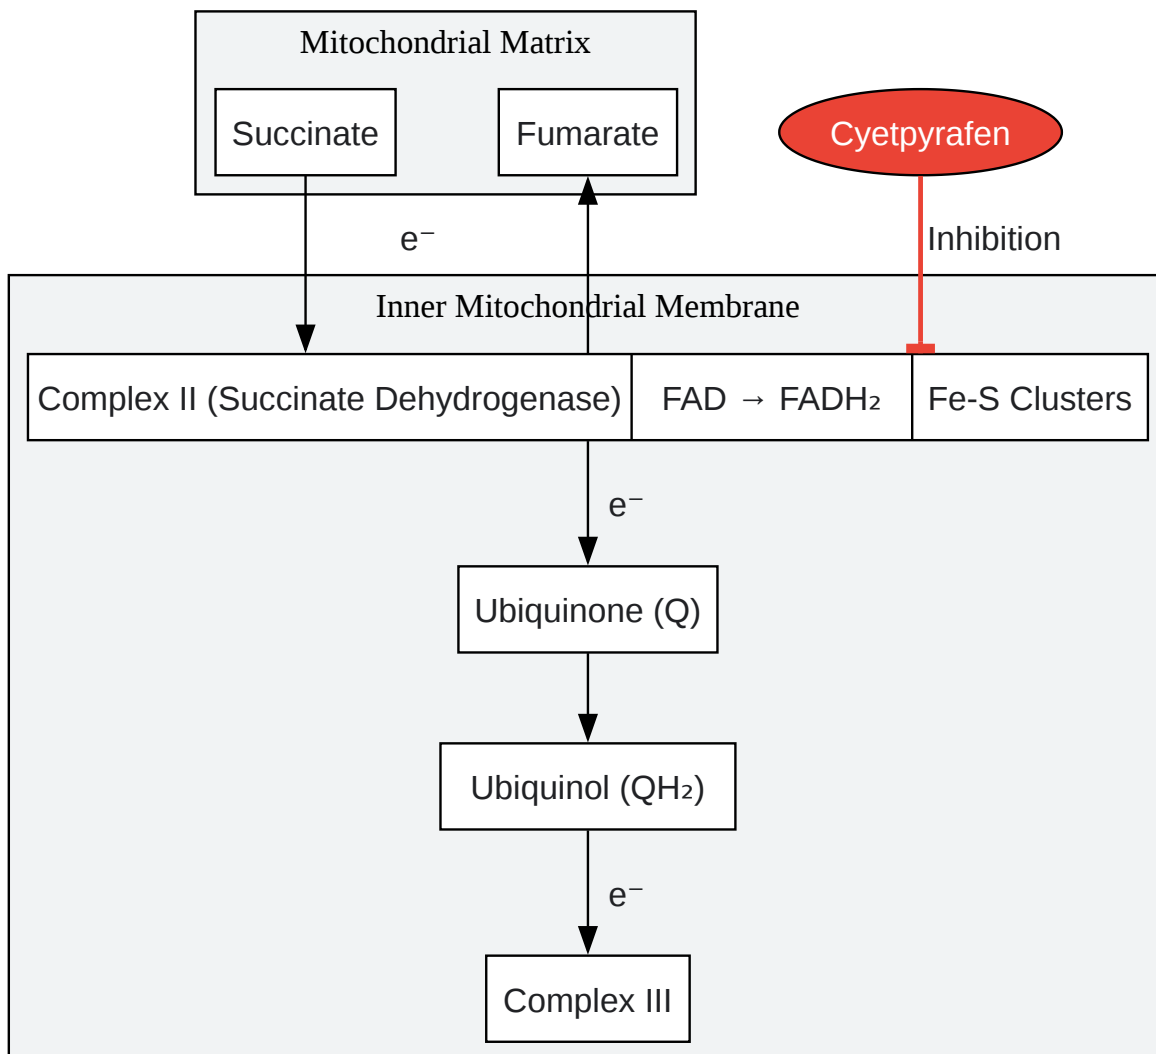 Mitochondrial Matrix
Succinate
Fumarate
Cyetpyrafen
e⁻
Inhibition
Inner Mitochondrial Membrane
Complex II (Succinate Dehydrogenase)
FAD → FADH₂
Fe-S Clusters
e⁻
Ubiquinone (Q)
Ubiquinol (QH₂)
e⁻
Complex III